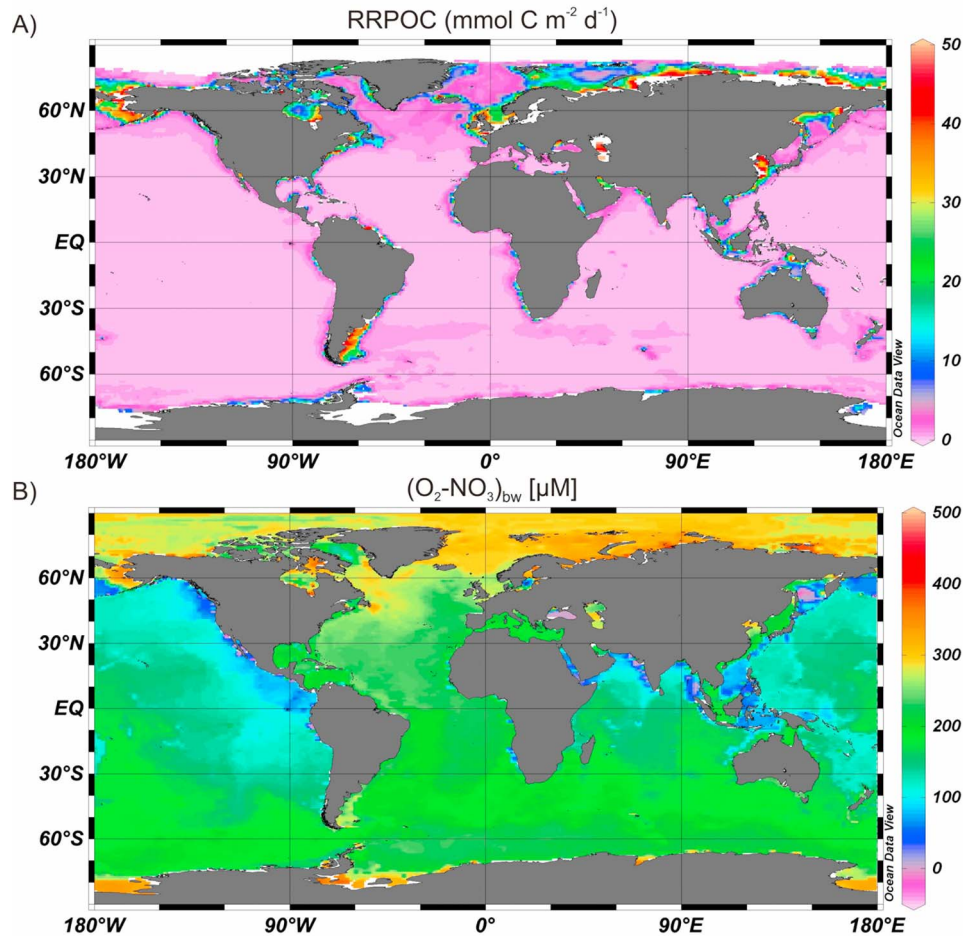 A)
RRPOC (mmol C m⁻² d⁻¹)
50
60°N
40
30°N
30
EQ
20
30°S
10
60°S
0
Ocean Data View
180°W 90°W 0° 90°E 180°E
B)
(O₂-NO₃)bw [µM]
500
60°N
400
30°N
300
EQ
200
30°S
100
60°S
0
Ocean Data View
180°W 90°W 0° 90°E 180°E